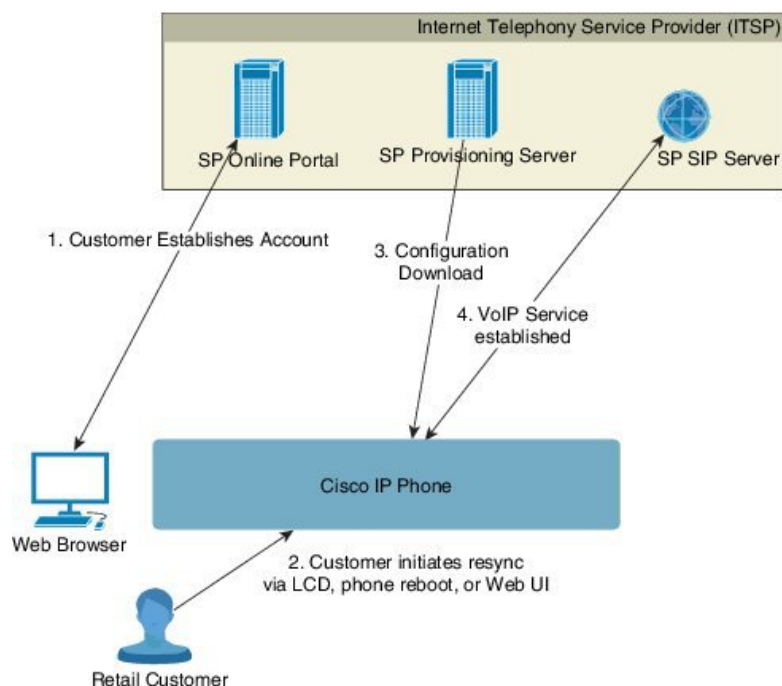 Internet Telephony Service Provider (ITSP)
SP Online Portal
SP Provisioning Server
SP SIP Server
1. Customer Establishes Account
3. Configuration
Download
4. VoIP Service
established
Cisco IP Phone
Web Browser
2. Customer initiates resync
via LCD, phone reboot, or Web UI
Retail Customer